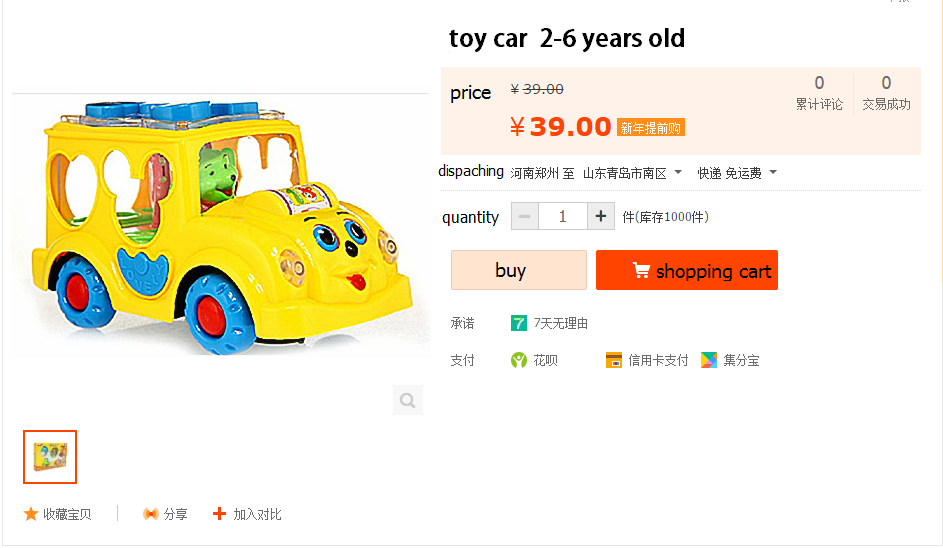 toy car 2-6 years old
price
¥ 39.00
¥ 39.00 新年提前购
0
累计评论
0
交易成功
dispaching 河南郑州 至 山东青岛市南区 快递 免运费
quantity
1
件(库存1000件)
buy
shopping cart
承诺
7
7天无理由
支付
花呗
信用卡支付
集分宝
收藏宝贝
分享
加入对比